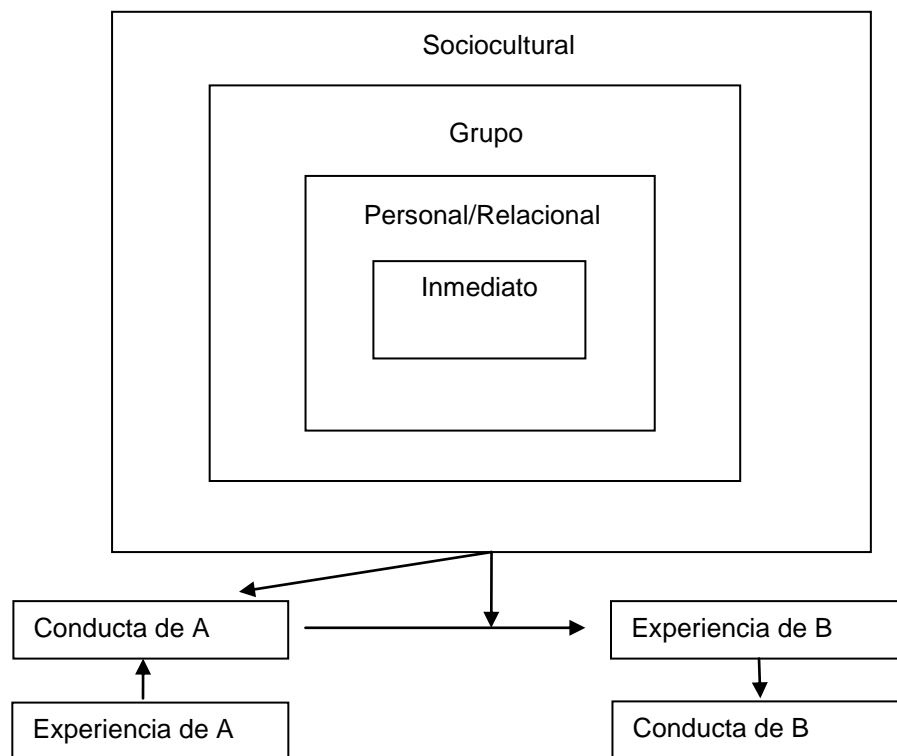 Sociocultural
Grupo
Personal/Relacional
Inmediato
Conducta de A
Experiencia de B
Experiencia de A
Conducta de B